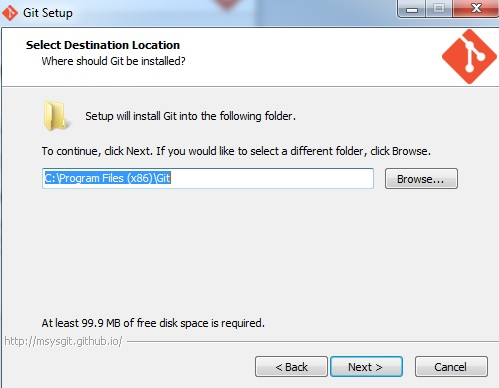 Git Setup
Select Destination Location
Where should Git be installed?
Setup will install Git into the following folder.
To continue, click Next. If you would like to select a different folder, click Browse.
C:\Program Files (x86)\Git
Browse...
At least 99.9 MB of free disk space is required.
http://msysgit.github.io/
< Back
Next >
Cancel